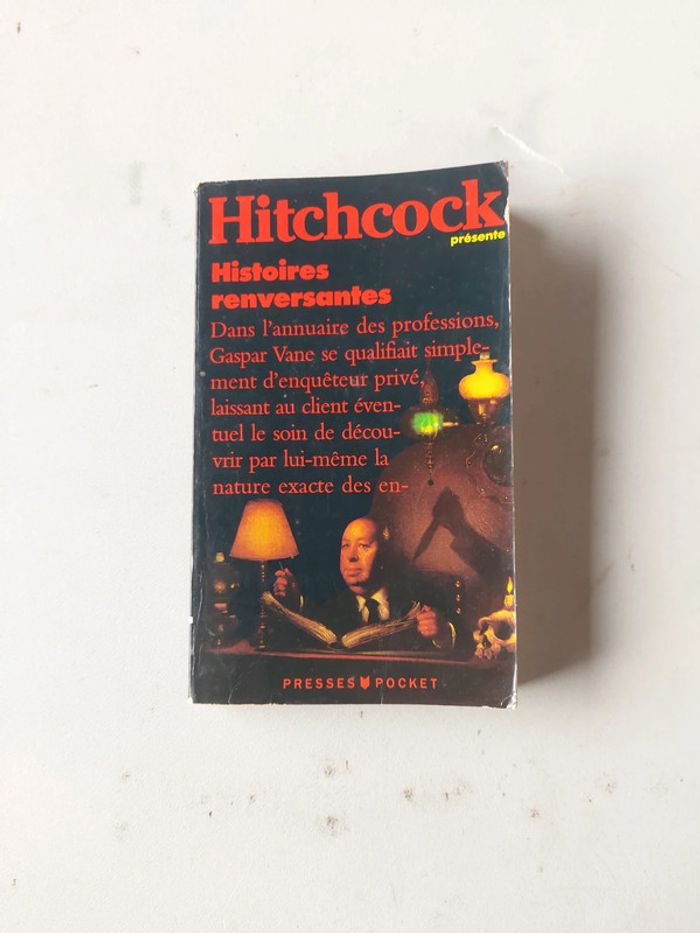 Hitchcock
présente
Histoires
renversantes
Dans l'annuaire des professions,
Gaspar Vane se qualifiait simple-
ment d'enquêteur privé,
laissant au client éven-
tuel le soin de décou-
vrir par lui-même la
nature exacte des en-
PRESSES POCKET